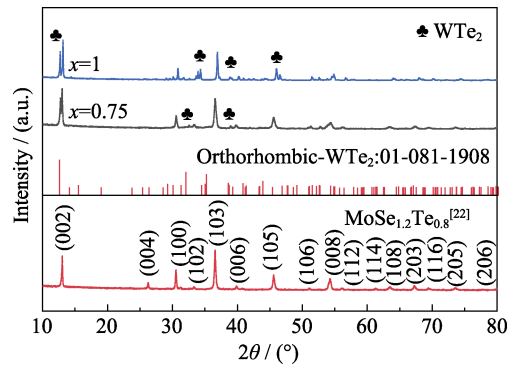 ♣ WTe2
x=1
x=0.75
Orthorhombic-WTe2:01-081-1908
MoSe1.2Te0.8[22]
(002)
(004)
(100)
(102)
(103)
(006)
(105)
(106)
(008)
(112)
(114)
(108)
(203)
(116)
(205)
(206)
Intensity / (a.u.)
10 20 30 40 50 60 70 80
2θ / (°)